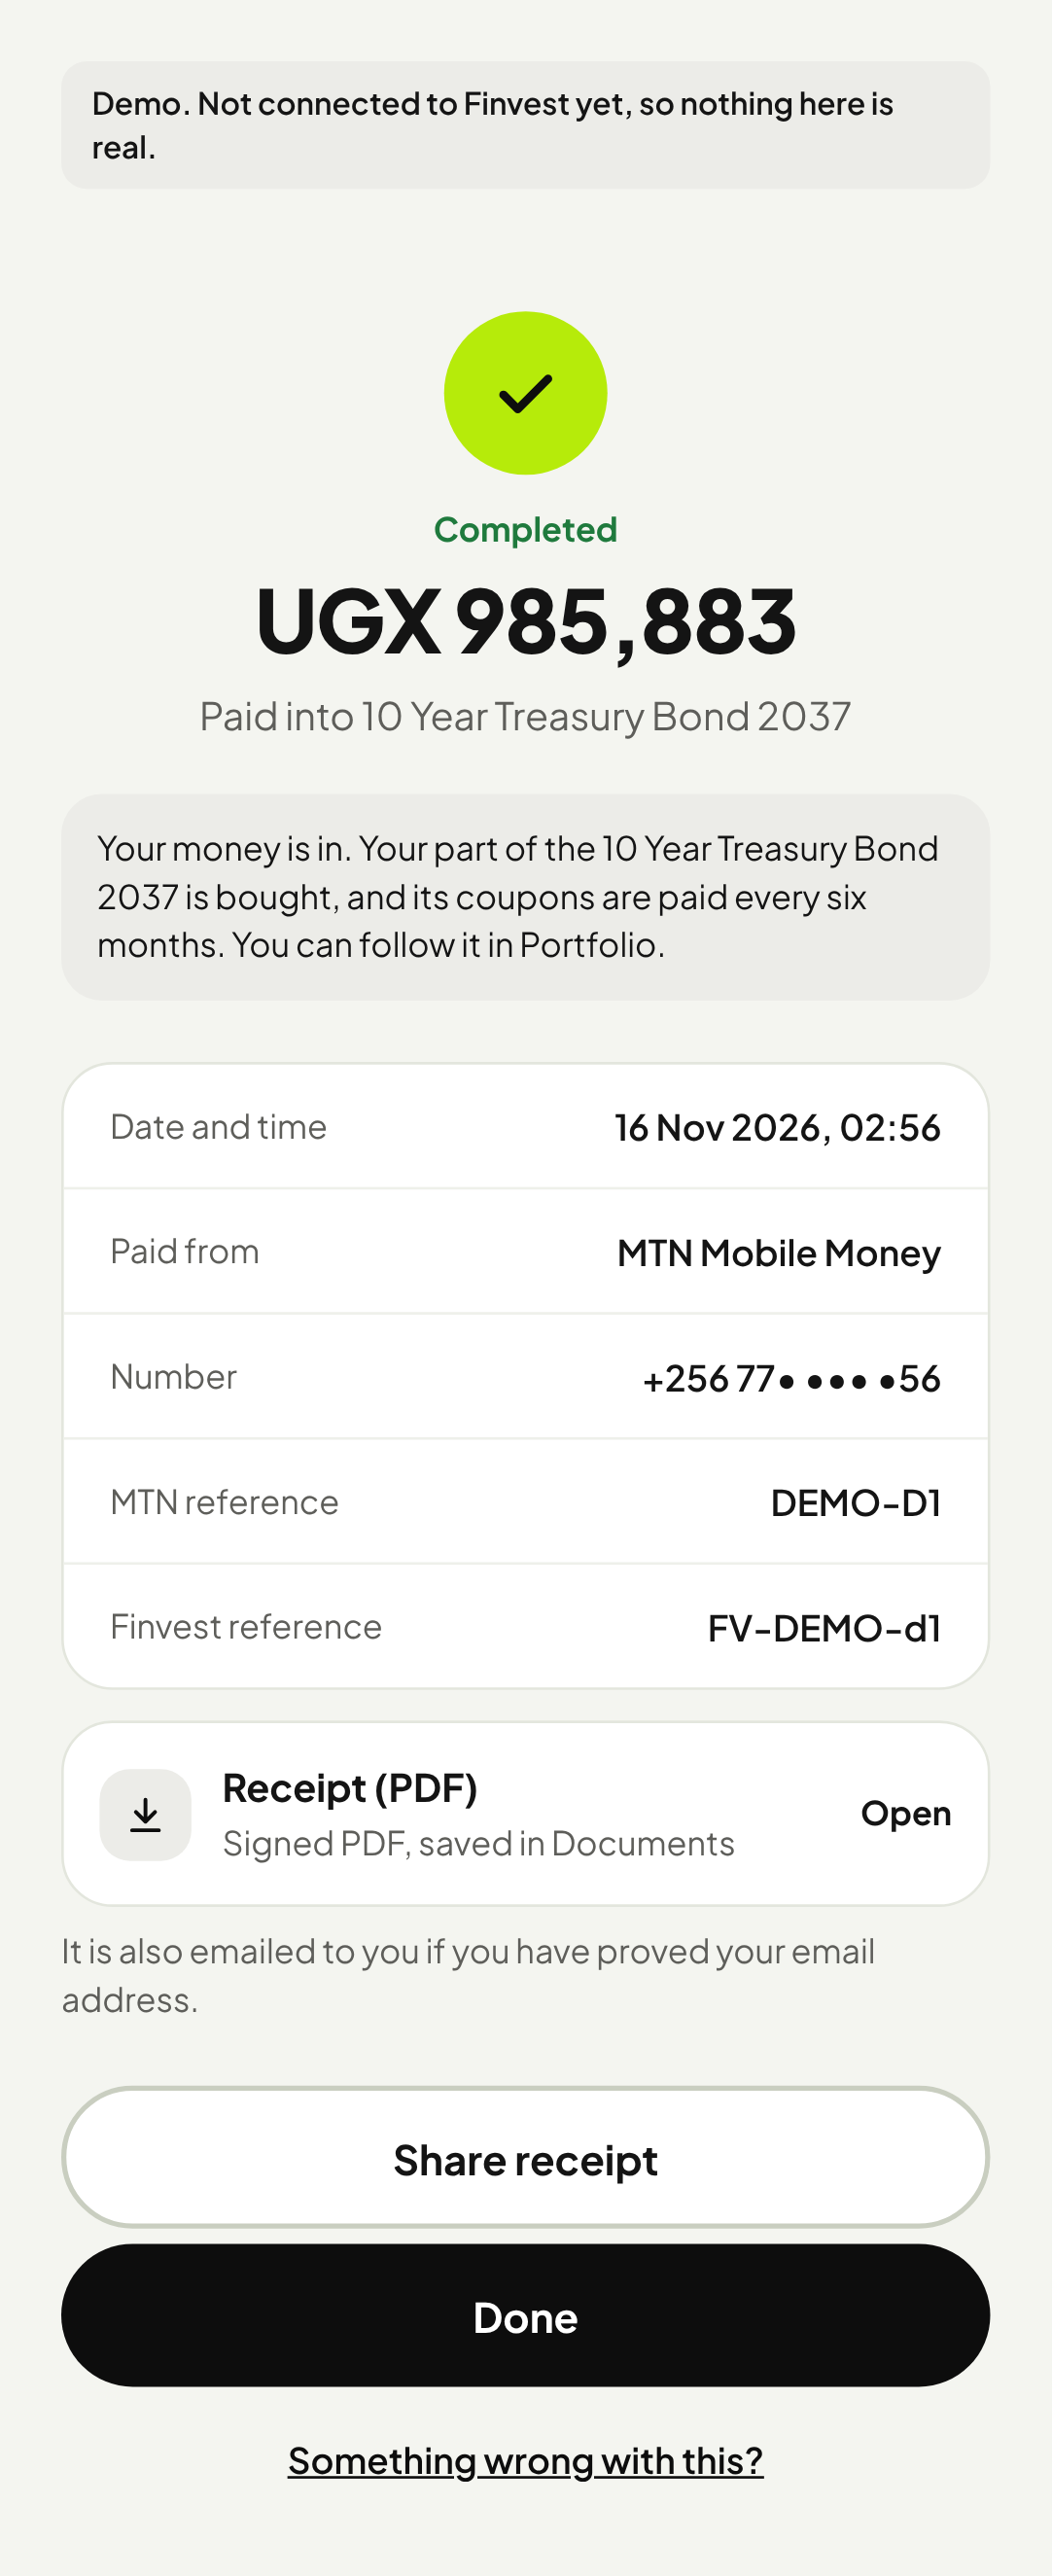 Demo. Not connected to Finvest yet, so nothing here is
real.
Completed
UGX 985,883
Paid into 10 Year Treasury Bond 2037
Your money is in. Your part of the 10 Year Treasury Bond
2037 is bought, and its coupons are paid every six
months. You can follow it in Portfolio.
Date and time 16 Nov 2026, 02:56
Paid from MTN Mobile Money
Number +256 77• ••• •56
MTN reference DEMO-D1
Finvest reference FV-DEMO-d1
Receipt (PDF)
Signed PDF, saved in Documents
Open
It is also emailed to you if you have proved your email
address.
Share receipt
Done
Something wrong with this?